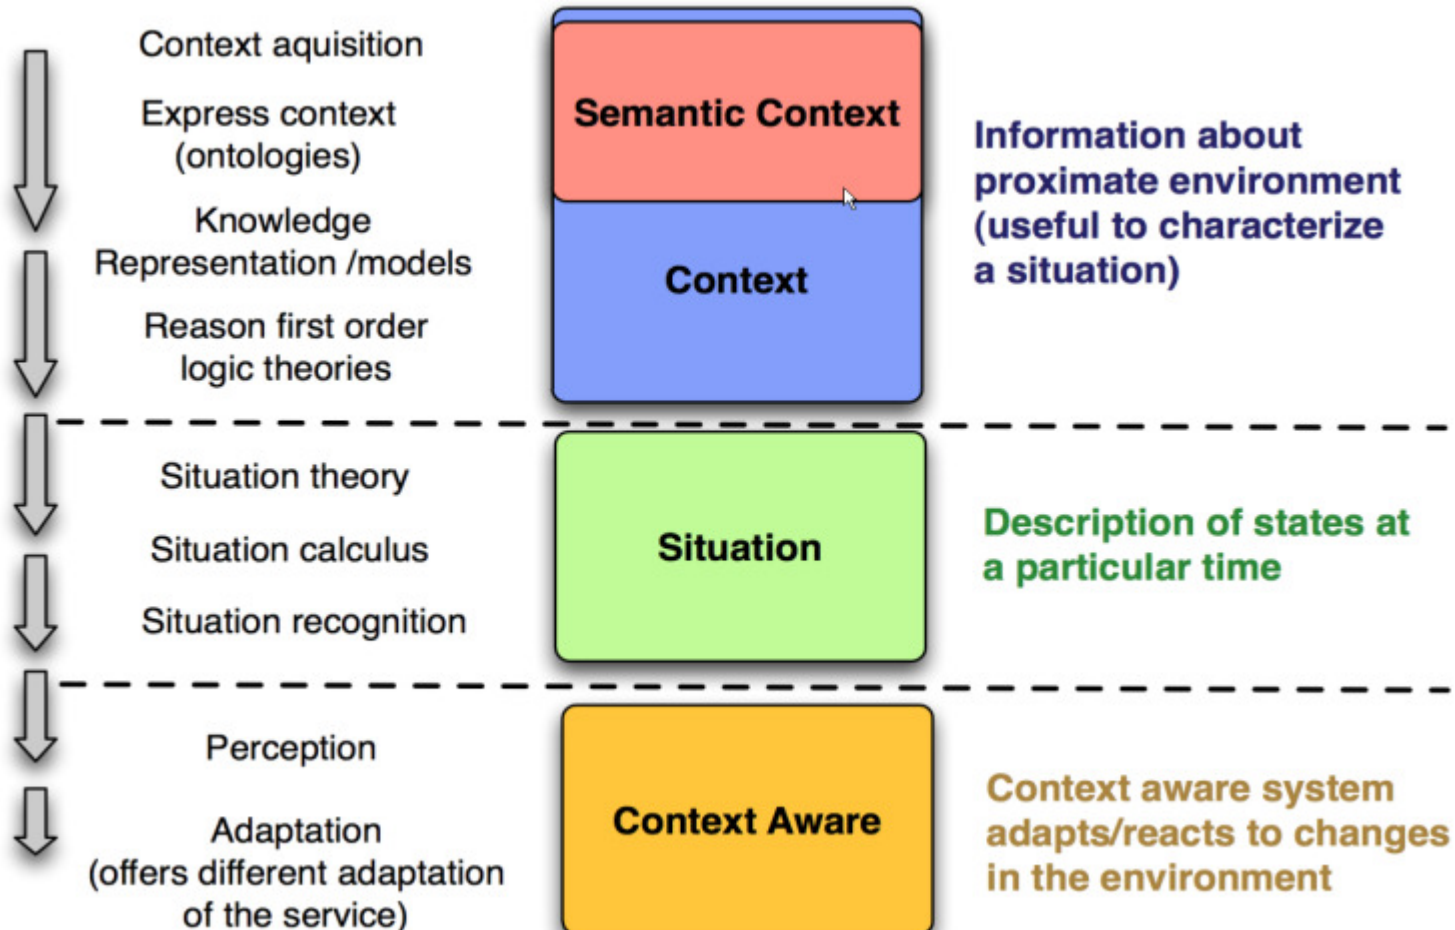 Context aquisition
Express context
(ontologies)
Knowledge
Representation /models
Reason first order
logic theories
Semantic Context
Context
Information about
proximate environment
(useful to characterize
a situation)
Situation theory
Situation calculus
Situation recognition
Situation
Description of states at
a particular time
Perception
Adaptation
(offers different adaptation
of the service)
Context Aware
Context aware system
adapts/reacts to changes
in the environment